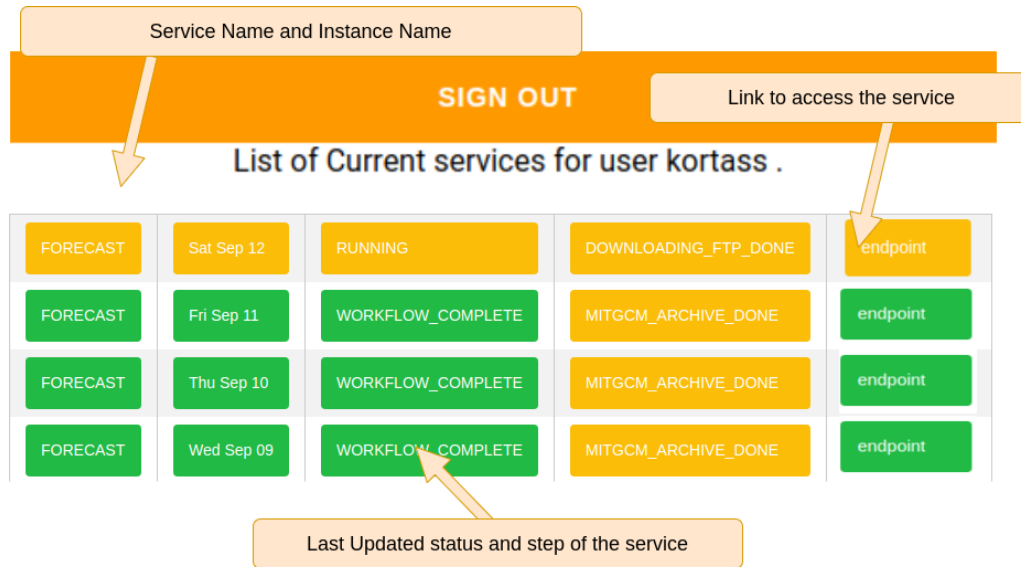 Service Name and Instance Name
SIGN OUT
Link to access the service
List of Current services for user kortass .
FORECAST Sat Sep 12 RUNNING DOWNLOADING_FTP_DONE endpoint
FORECAST Fri Sep 11 WORKFLOW_COMPLETE MITGCM_ARCHIVE_DONE endpoint
FORECAST Thu Sep 10 WORKFLOW_COMPLETE MITGCM_ARCHIVE_DONE endpoint
FORECAST Wed Sep 09 WORKFLOW_COMPLETE MITGCM_ARCHIVE_DONE endpoint
Last Updated status and step of the service